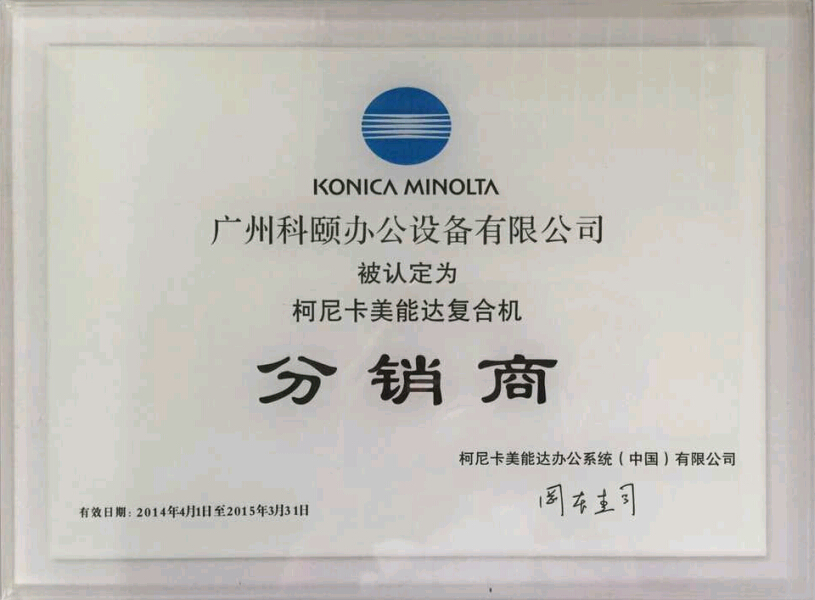 KONICA MINOLTA
广州科颐办公设备有限公司
被认定为
柯尼卡美能达复合机
分销商
柯尼卡美能达办公系统（中国）有限公司
有效日期：2014年4月1日至2015年3月31日